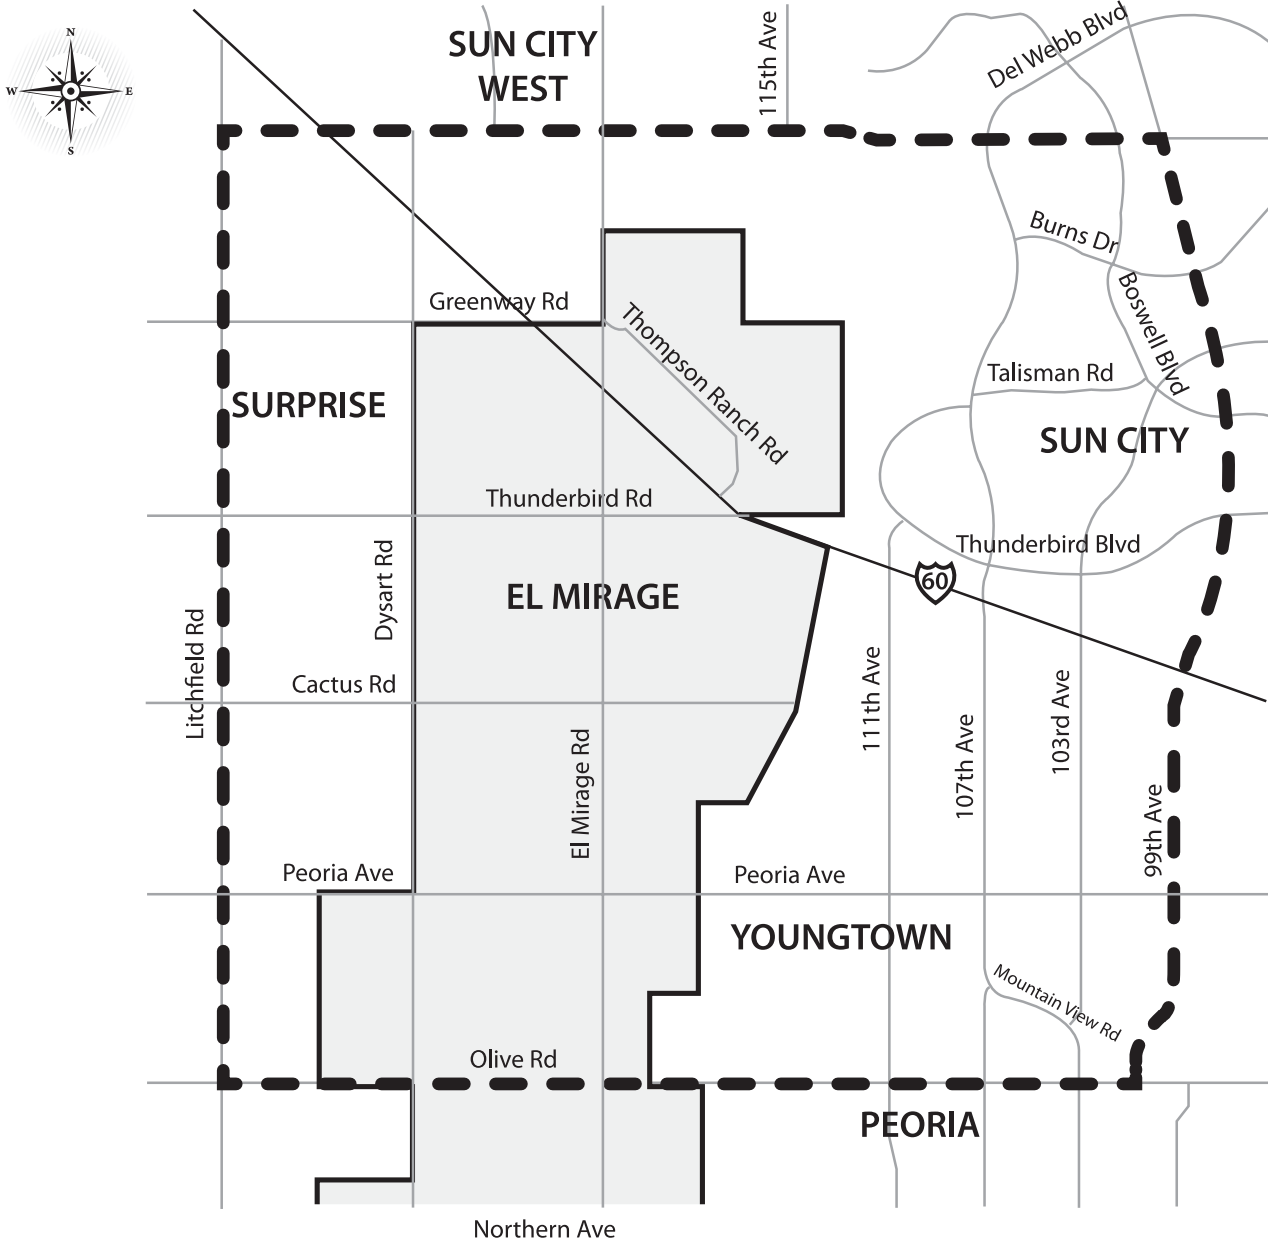 N
W
E
S
SUN CITY
WEST
115th Ave
Del Webb Blvd
Burns Dr
Boswell Blvd
Greenway Rd
Thompson Ranch Rd
Talisman Rd
SURPRISE
SUN CITY
Thunderbird Rd
Thunderbird Blvd
60
Dysart Rd
EL MIRAGE
Litchfield Rd
Cactus Rd
111th Ave
107th Ave
103rd Ave
El Mirage Rd
99th Ave
Peoria Ave
Peoria Ave
YOUNGTOWN
Mountain View Rd
Olive Rd
PEORIA
Northern Ave